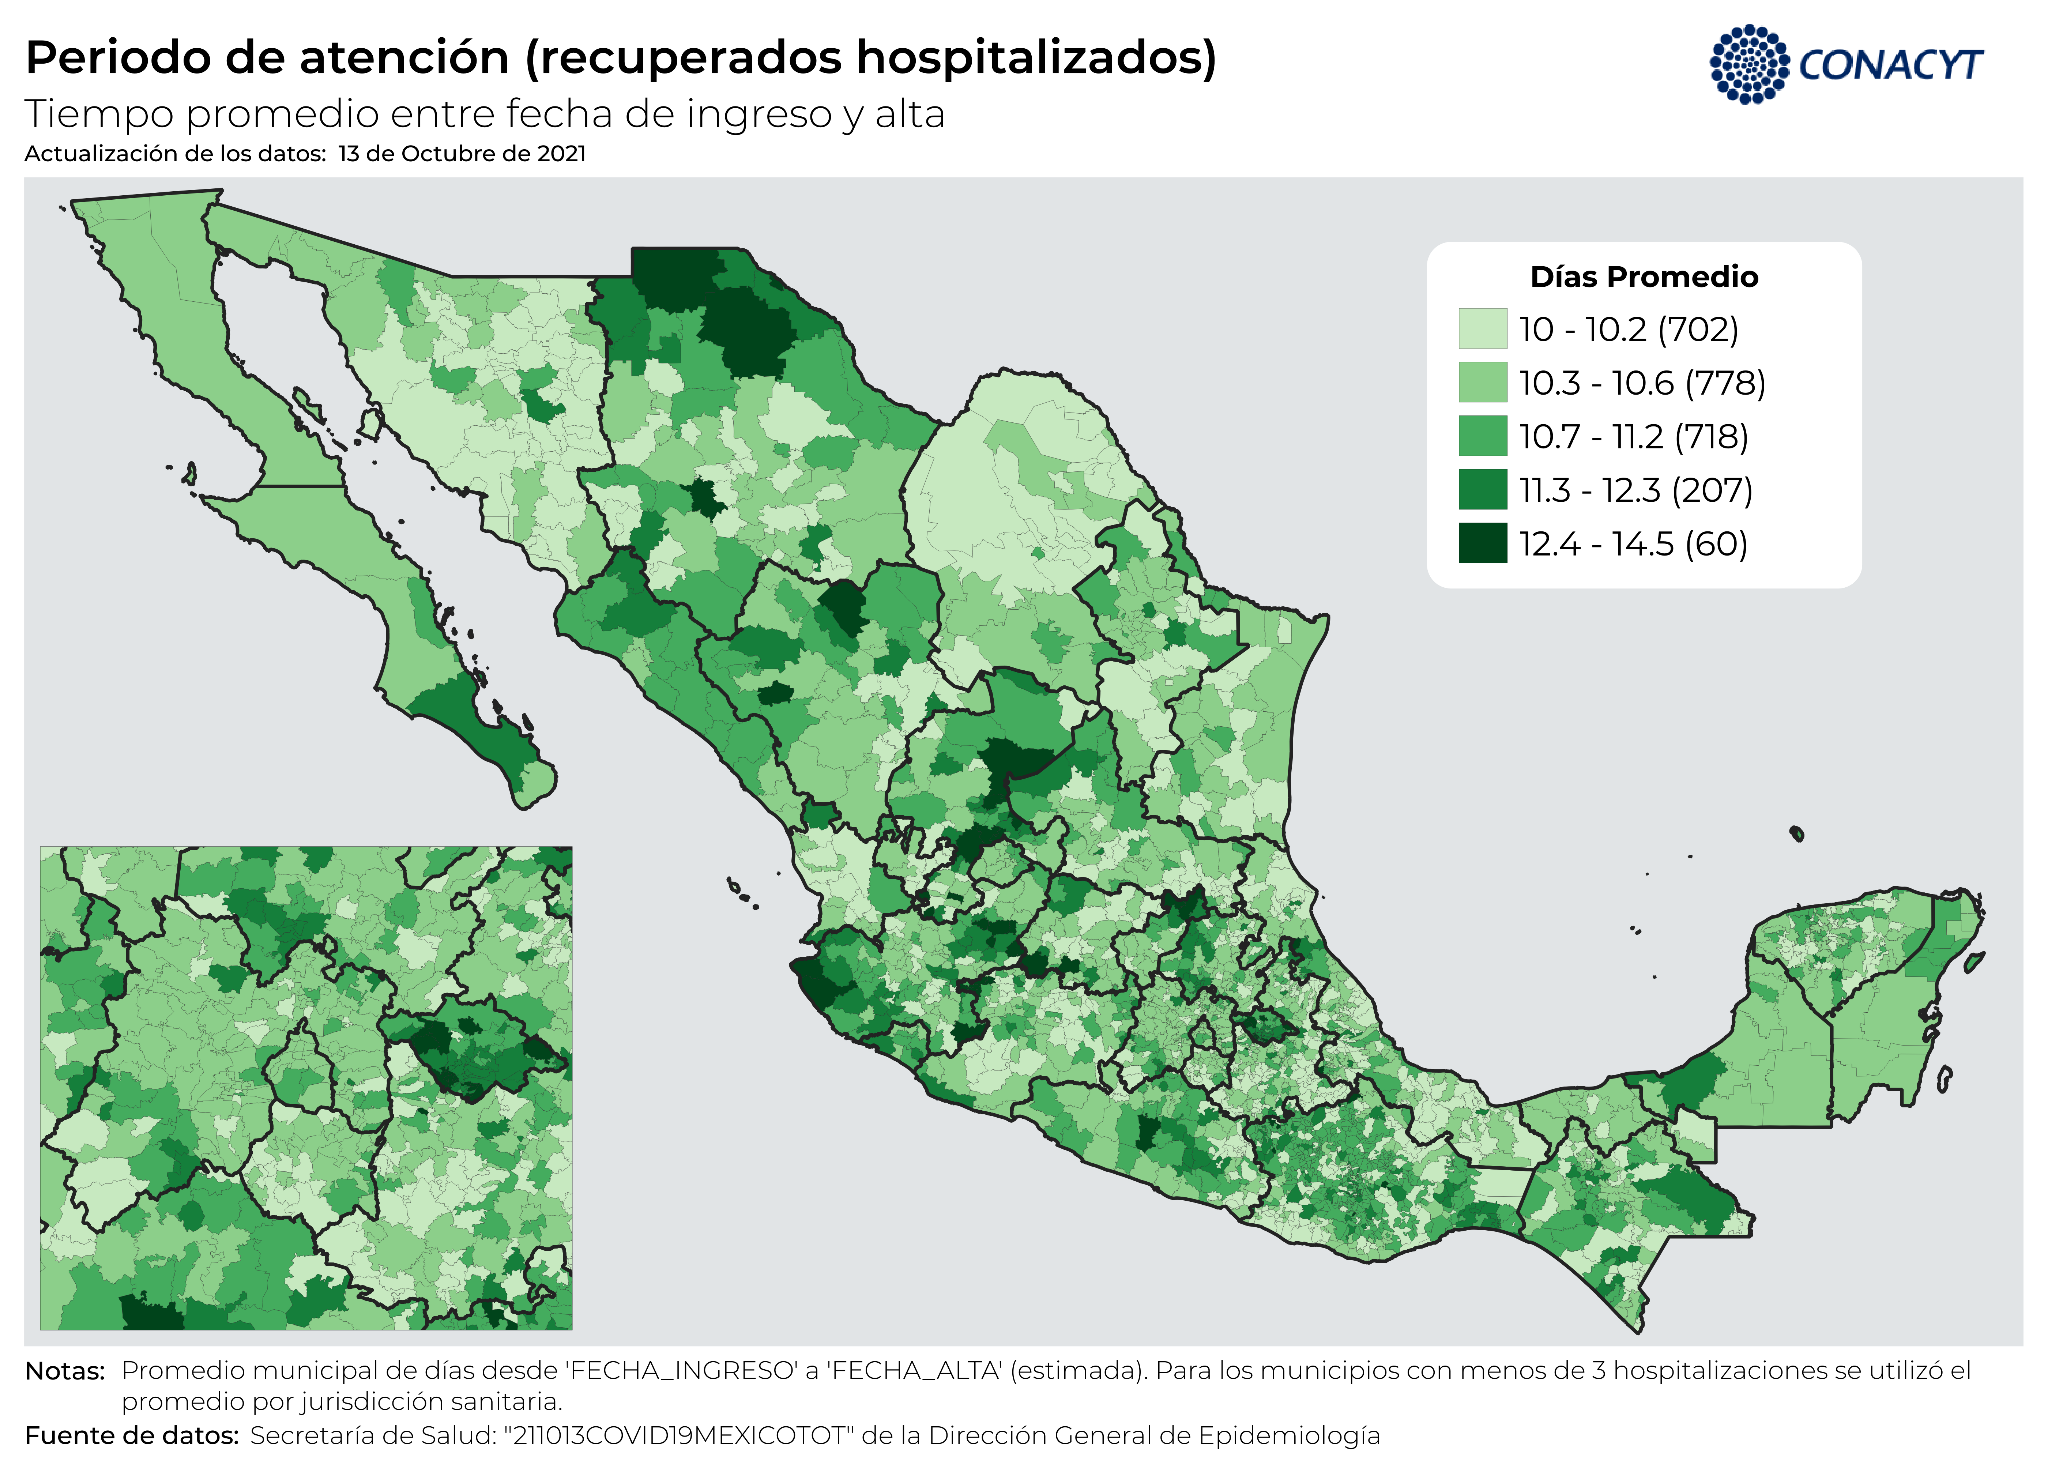 Periodo de atención (recuperados hospitalizados)
CONACYT
Tiempo promedio entre fecha de ingreso y alta
Actualización de los datos: 13 de Octubre de 2021
Días Promedio
10 - 10.2 (702)
10.3 - 10.6 (778)
10.7 - 11.2 (718)
11.3 - 12.3 (207)
12.4 - 14.5 (60)
Notas: Promedio municipal de días desde 'FECHA_INGRESO' a 'FECHA_ALTA' (estimada). Para los municipios con menos de 3 hospitalizaciones se utilizó el
promedio por jurisdicción sanitaria.
Fuente de datos: Secretaría de Salud: "211013COVID19MEXICOTOT" de la Dirección General de Epidemiología